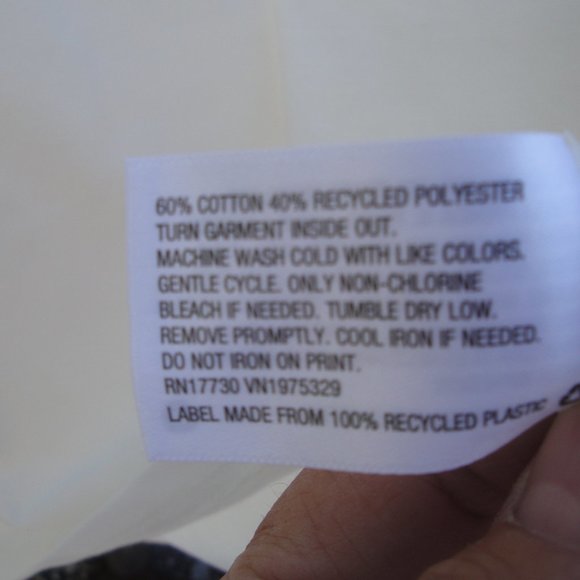 60% COTTON 40% RECYCLED POLYESTER
TURN GARMENT INSIDE OUT.
MACHINE WASH COLD WITH LIKE COLORS.
GENTLE CYCLE. ONLY NON-CHLORINE
BLEACH IF NEEDED. TUMBLE DRY LOW.
REMOVE PROMPTLY. COOL IRON IF NEEDED.
DO NOT IRON ON PRINT.
RN17730 VN1975329
LABEL MADE FROM 100% RECYCLED PLASTIC